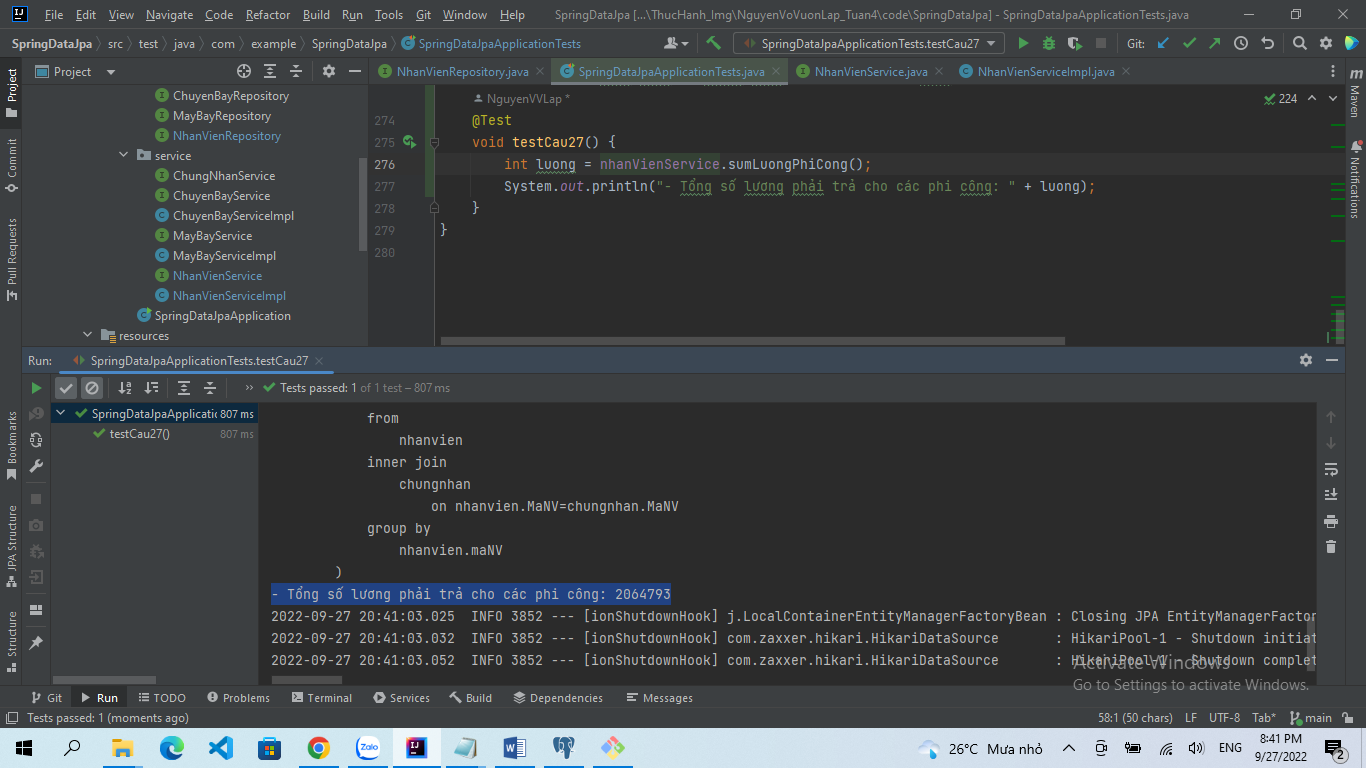 File Edit View Navigate Code Refactor Build Run Tools Git Window Help SpringDataJpa [...\ThucHanh_lmg\NguyenVoVuonLap_Tuan4\code\SpringDataJpa] - SpringDataJpaApplicationTests.java
SpringDataJpa src test java com example SpringDataJpa SpringDataJpaApplicationTests SpringDataJpaApplicationTests.testCau27 Git:
Project NhanVienRepository.java SpringDataJpaApplicationTests.java NhanVienService.java NhanVienServiceImpl.java
ChuyenBayRepository
MayBayRepository
NhanVienRepository
service
ChungNhanService
ChuyenBayService
ChuyenBayServiceImpl
MayBayService
MayBayServiceImpl
NhanVienService
NhanVienServiceImpl
SpringDataJpaApplication
resources
NguyenVVLap *
224
274 @Test
275 void testCau27() {
276 int luong = nhanVienService.sumLuongPhiCong();
277 System.out.println("- Tổng số lương phải trả cho các phi công: " + luong);
278 }
279 }
280
Project
Commit
Pull Requests
Bookmarks
JPA Structure
Structure
m
Maven
Notifications
Run: SpringDataJpaApplicationTests.testCau27
» Tests passed: 1 of 1 test – 807 ms
SpringDataJpaApplicatic 807 ms
testCau27() 807 ms
from
nhanvien
inner join
chungnhan
on nhanvien.MaNV=chungnhan.MaNV
group by
nhanvien.maNV
)
- Tổng số lương phải trả cho các phi công: 2064793
2022-09-27 20:41:03.025 INFO 3852 --- [ionShutdownHook] j.LocalContainerEntityManagerFactoryBean : Closing JPA EntityManagerFactor
2022-09-27 20:41:03.032 INFO 3852 --- [ionShutdownHook] com.zaxxer.hikari.HikariDataSource : HikariPool-1 - Shutdown initiat
2022-09-27 20:41:03.052 INFO 3852 --- [ionShutdownHook] com.zaxxer.hikari.HikariDataSource : HikariPool-1 - Shutdown complet
Activate Windows
Go to Settings to activate Windows.
Git Run TODO Problems Terminal Services Build Dependencies Messages
Tests passed: 1 (moments ago) 58:1 (50 chars) LF UTF-8 Tab* main
Zalo 26°C Mưa nhỏ ENG 8:41 PM
9/27/2022 2